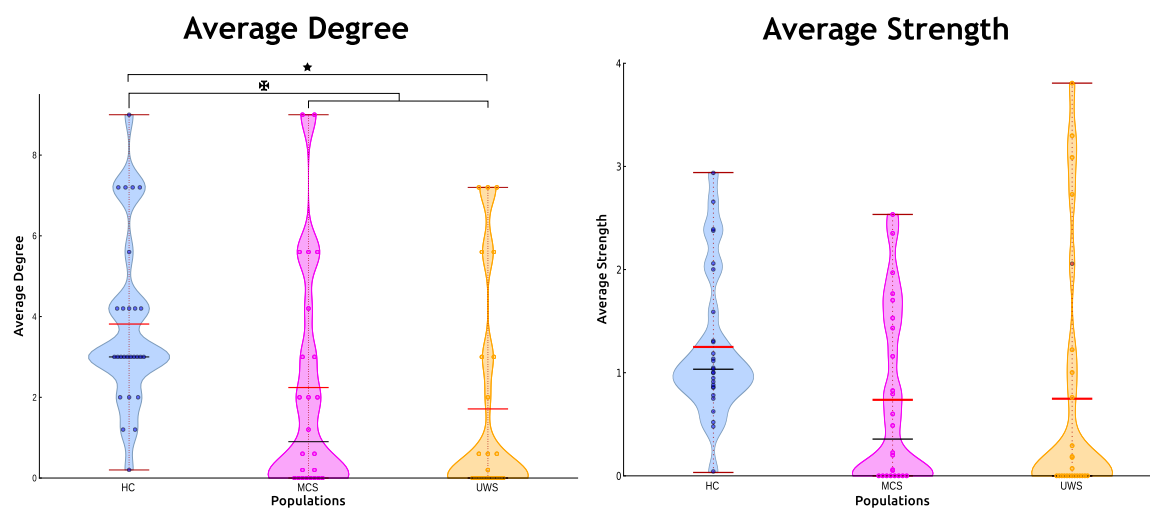 Average Degree
Average Degree
8
6
4
2
0
HC
MCS
UWS
Populations
Average Strength
Average Strength
4
3
2
1
0
HC
MCS
UWS
Populations